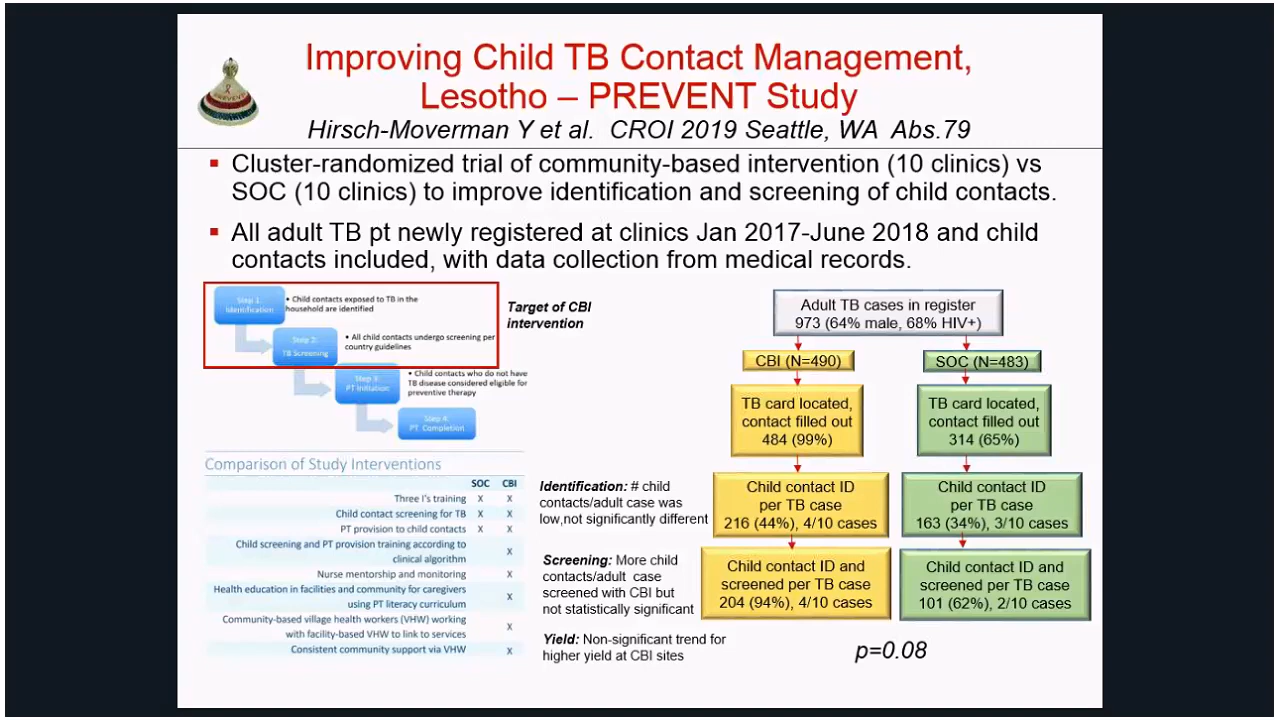 Improving Child TB Contact Management,
Lesotho – PREVENT Study
Hirsch-Moverman Y et al. CROI 2019 Seattle, WA Abs.79
▪ Cluster-randomized trial of community-based intervention (10 clinics) vs
SOC (10 clinics) to improve identification and screening of child contacts.
▪ All adult TB pt newly registered at clinics Jan 2017-June 2018 and child
contacts included, with data collection from medical records.
Step 1:
Identification
• Child contacts exposed to TB in the
household are identified
Step 2:
TB Screening
• All child contacts undergo screening per
country guidelines
Step 3:
PT Initiation
• Child contacts who do not have
TB disease considered eligible for
preventive therapy
Step 4:
PT Completion
Target of CBI
intervention
Comparison of Study Interventions
SOC CBI
Three I's training X X
Child contact screening for TB X X
PT provision to child contacts X X
Child screening and PT provision training according to
clinical algorithm X
Nurse mentorship and monitoring X
Health education in facilities and community for caregivers
using PT literacy curriculum X
Community-based village health workers (VHW) working
with facility-based VHW to link to services X
Consistent community support via VHW X
Identification: # child
contacts/adult case was
low,not significantly different
Screening: More child
contacts/adult case
screened with CBI but
not statistically significant
Yield: Non-significant trend for
higher yield at CBI sites
Adult TB cases in register
973 (64% male, 68% HIV+)
CBI (N=490)
SOC (N=483)
TB card located,
contact filled out
484 (99%)
TB card located,
contact filled out
314 (65%)
Child contact ID
per TB case
216 (44%), 4/10 cases
Child contact ID
per TB case
163 (34%), 3/10 cases
Child contact ID and
screened per TB case
204 (94%), 4/10 cases
Child contact ID and
screened per TB case
101 (62%), 2/10 cases
p=0.08